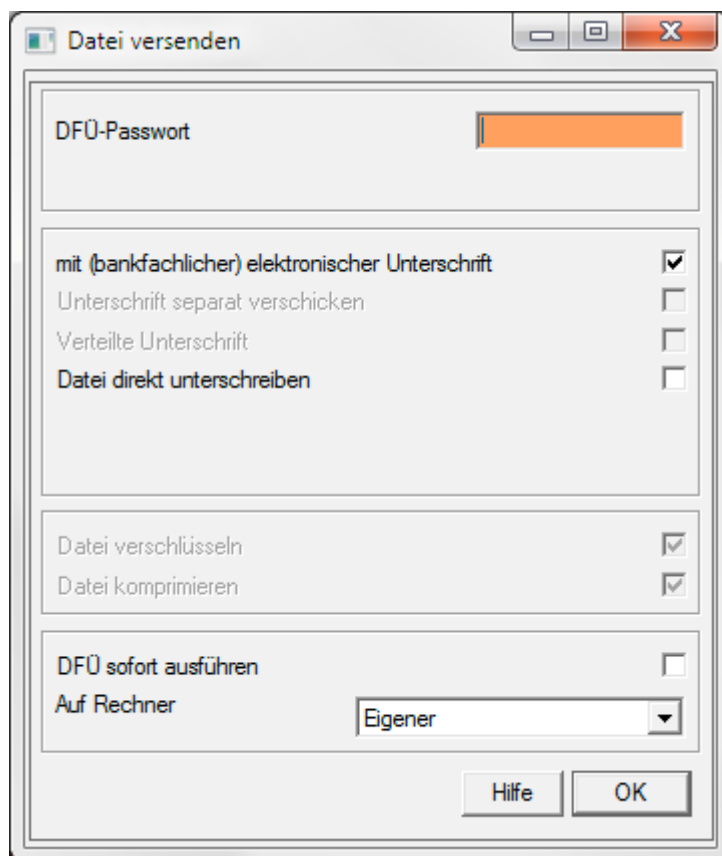 Datei versenden
DFÜ-Passwort
mit (bankfachlicher) elektronischer Unterschrift
Unterschrift separat verschicken
Verteilte Unterschrift
Datei direkt unterschreiben
Datei verschlüsseln
Datei komprimieren
DFÜ sofort ausführen
Auf Rechner
Eigener
Hilfe
OK